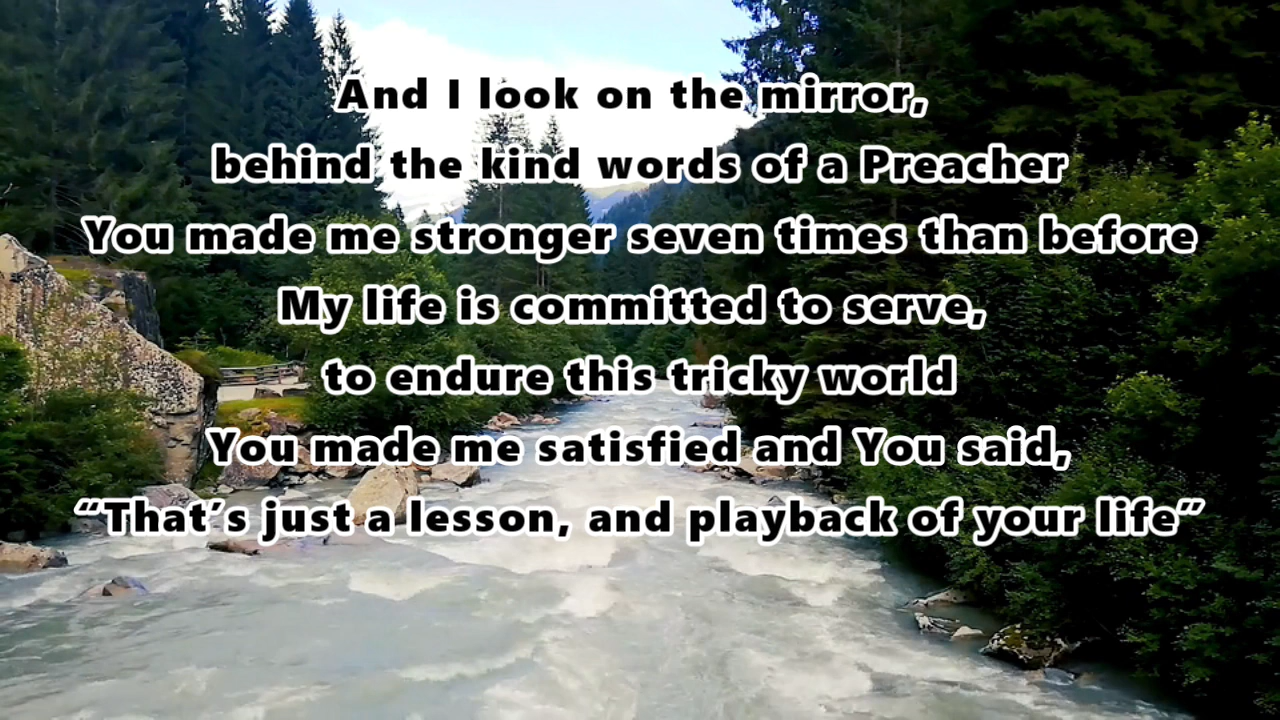 And I look on the mirror,
behind the kind words of a Preacher
You made me stronger seven times than before
My life is committed to serve,
to endure this tricky world
You made me satisfied and You said,
“That´s just a lesson, and playback of your life”